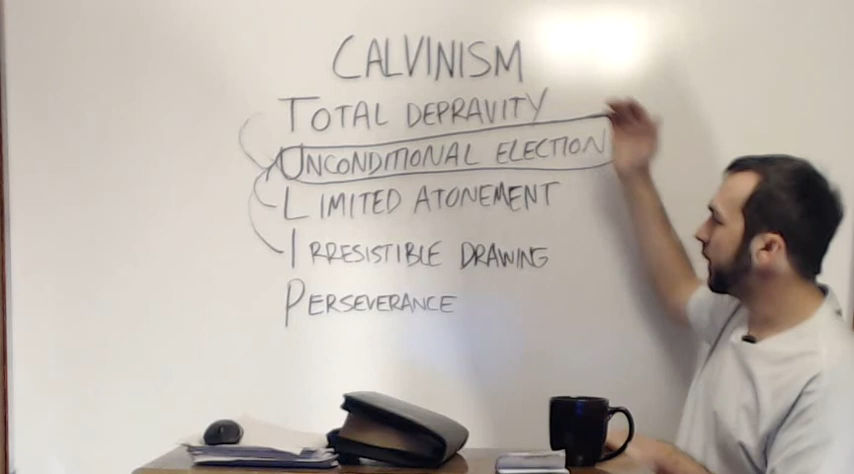 CALVINISM
TOTAL DEPRAVITY
UNCONDITIONAL ELECTION
LIMITED ATONEMENT
IRRESISTIBLE DRAWING
PERSEVERANCE